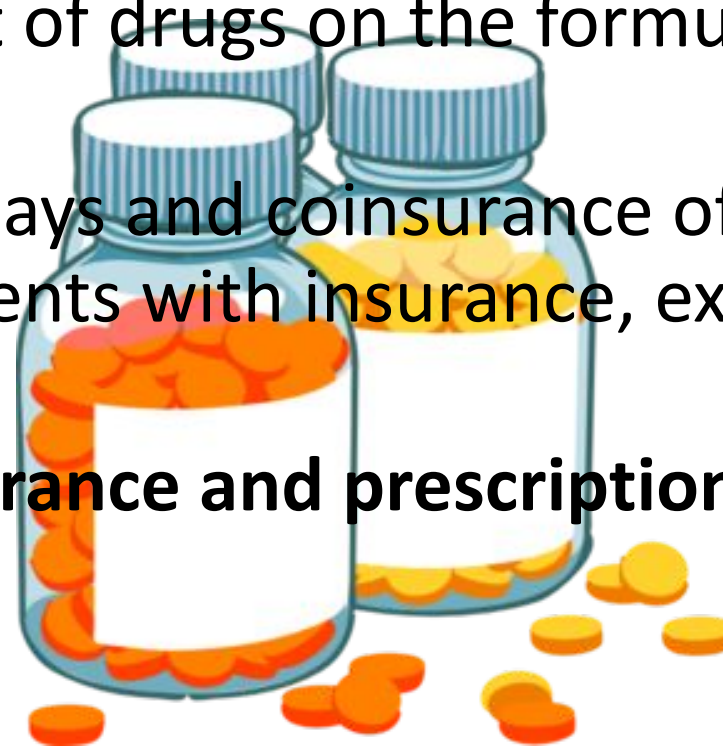 t of drugs on the formu
ays and coinsurance of
ents with insurance, ex
rance and prescription